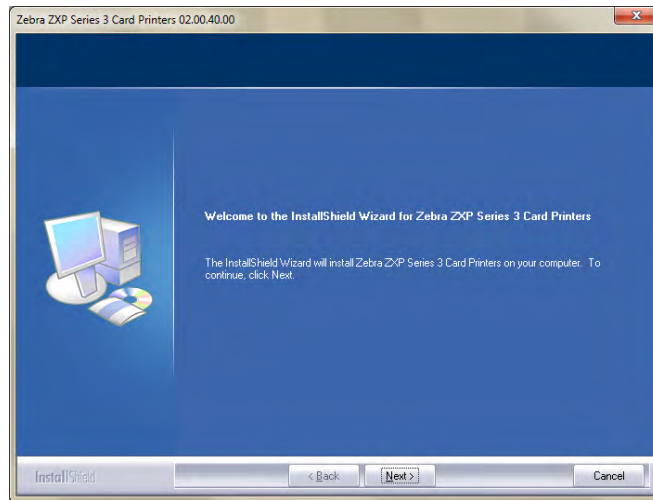 Zebra ZXP Series 3 Card Printers 02.00.40.00
Welcome to the InstallShield Wizard for Zebra ZXP Series 3 Card Printers
The InstallShield Wizard will install Zebra ZXP Series 3 Card Printers on your computer. To
continue, click Next.
InstallShield
< Back
Next >
Cancel